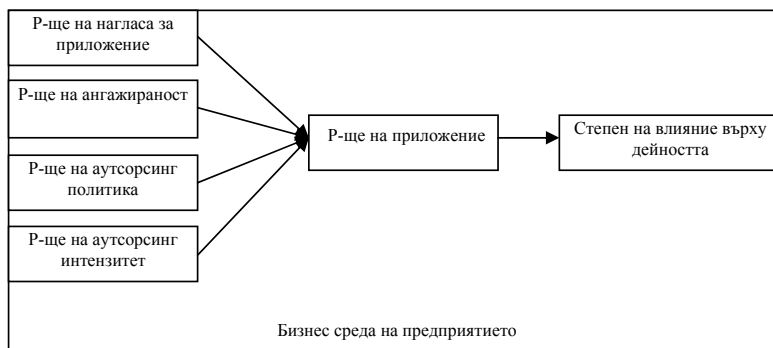 Р-ще на нагласа за
приложение
Р-ще на ангажираност
Р-ще на аутсорсинг
политика
Р-ще на аутсорсинг
интензитет
Р-ще на приложение
Степен на влияние върху
дейността
Бизнес среда на предприятието